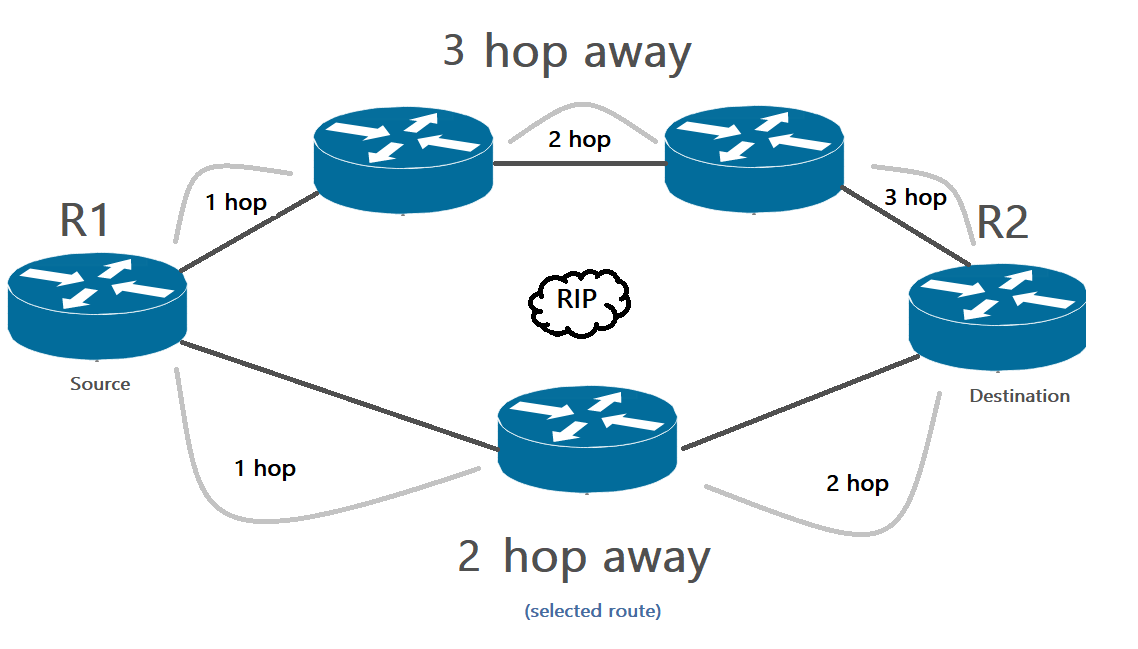 3 hop away
2 hop
1 hop
3 hop
R1
R2
RIP
Source
Destination
1 hop
2 hop
2 hop away
(selected route)